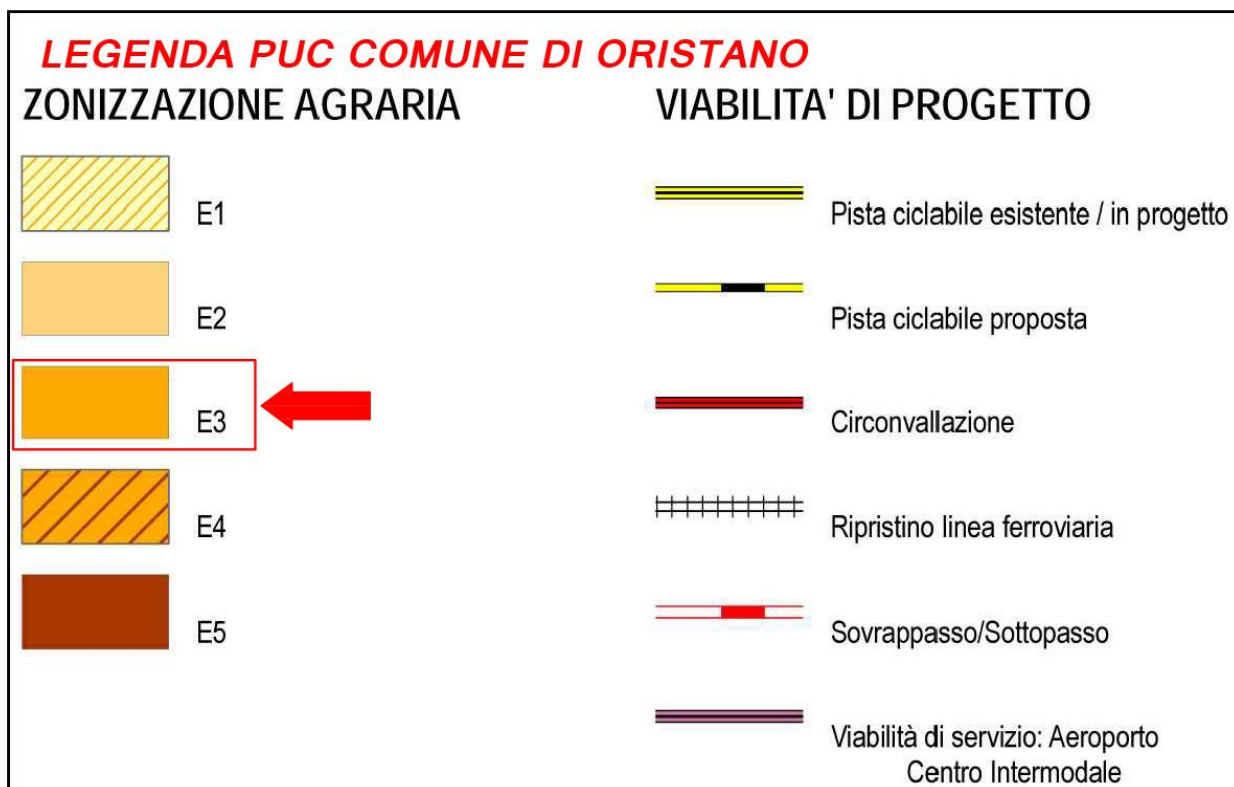 LEGENDA PUC COMUNE DI ORISTANO
ZONIZZAZIONE AGRARIA
E1
E2
E3
E4
E5
VIABILITA' DI PROGETTO
Pista ciclabile esistente / in progetto
Pista ciclabile proposta
Circonvallazione
Ripristino linea ferroviaria
Sovrappasso/Sottopasso
Viabilità di servizio: Aeroporto
Centro Intermodale